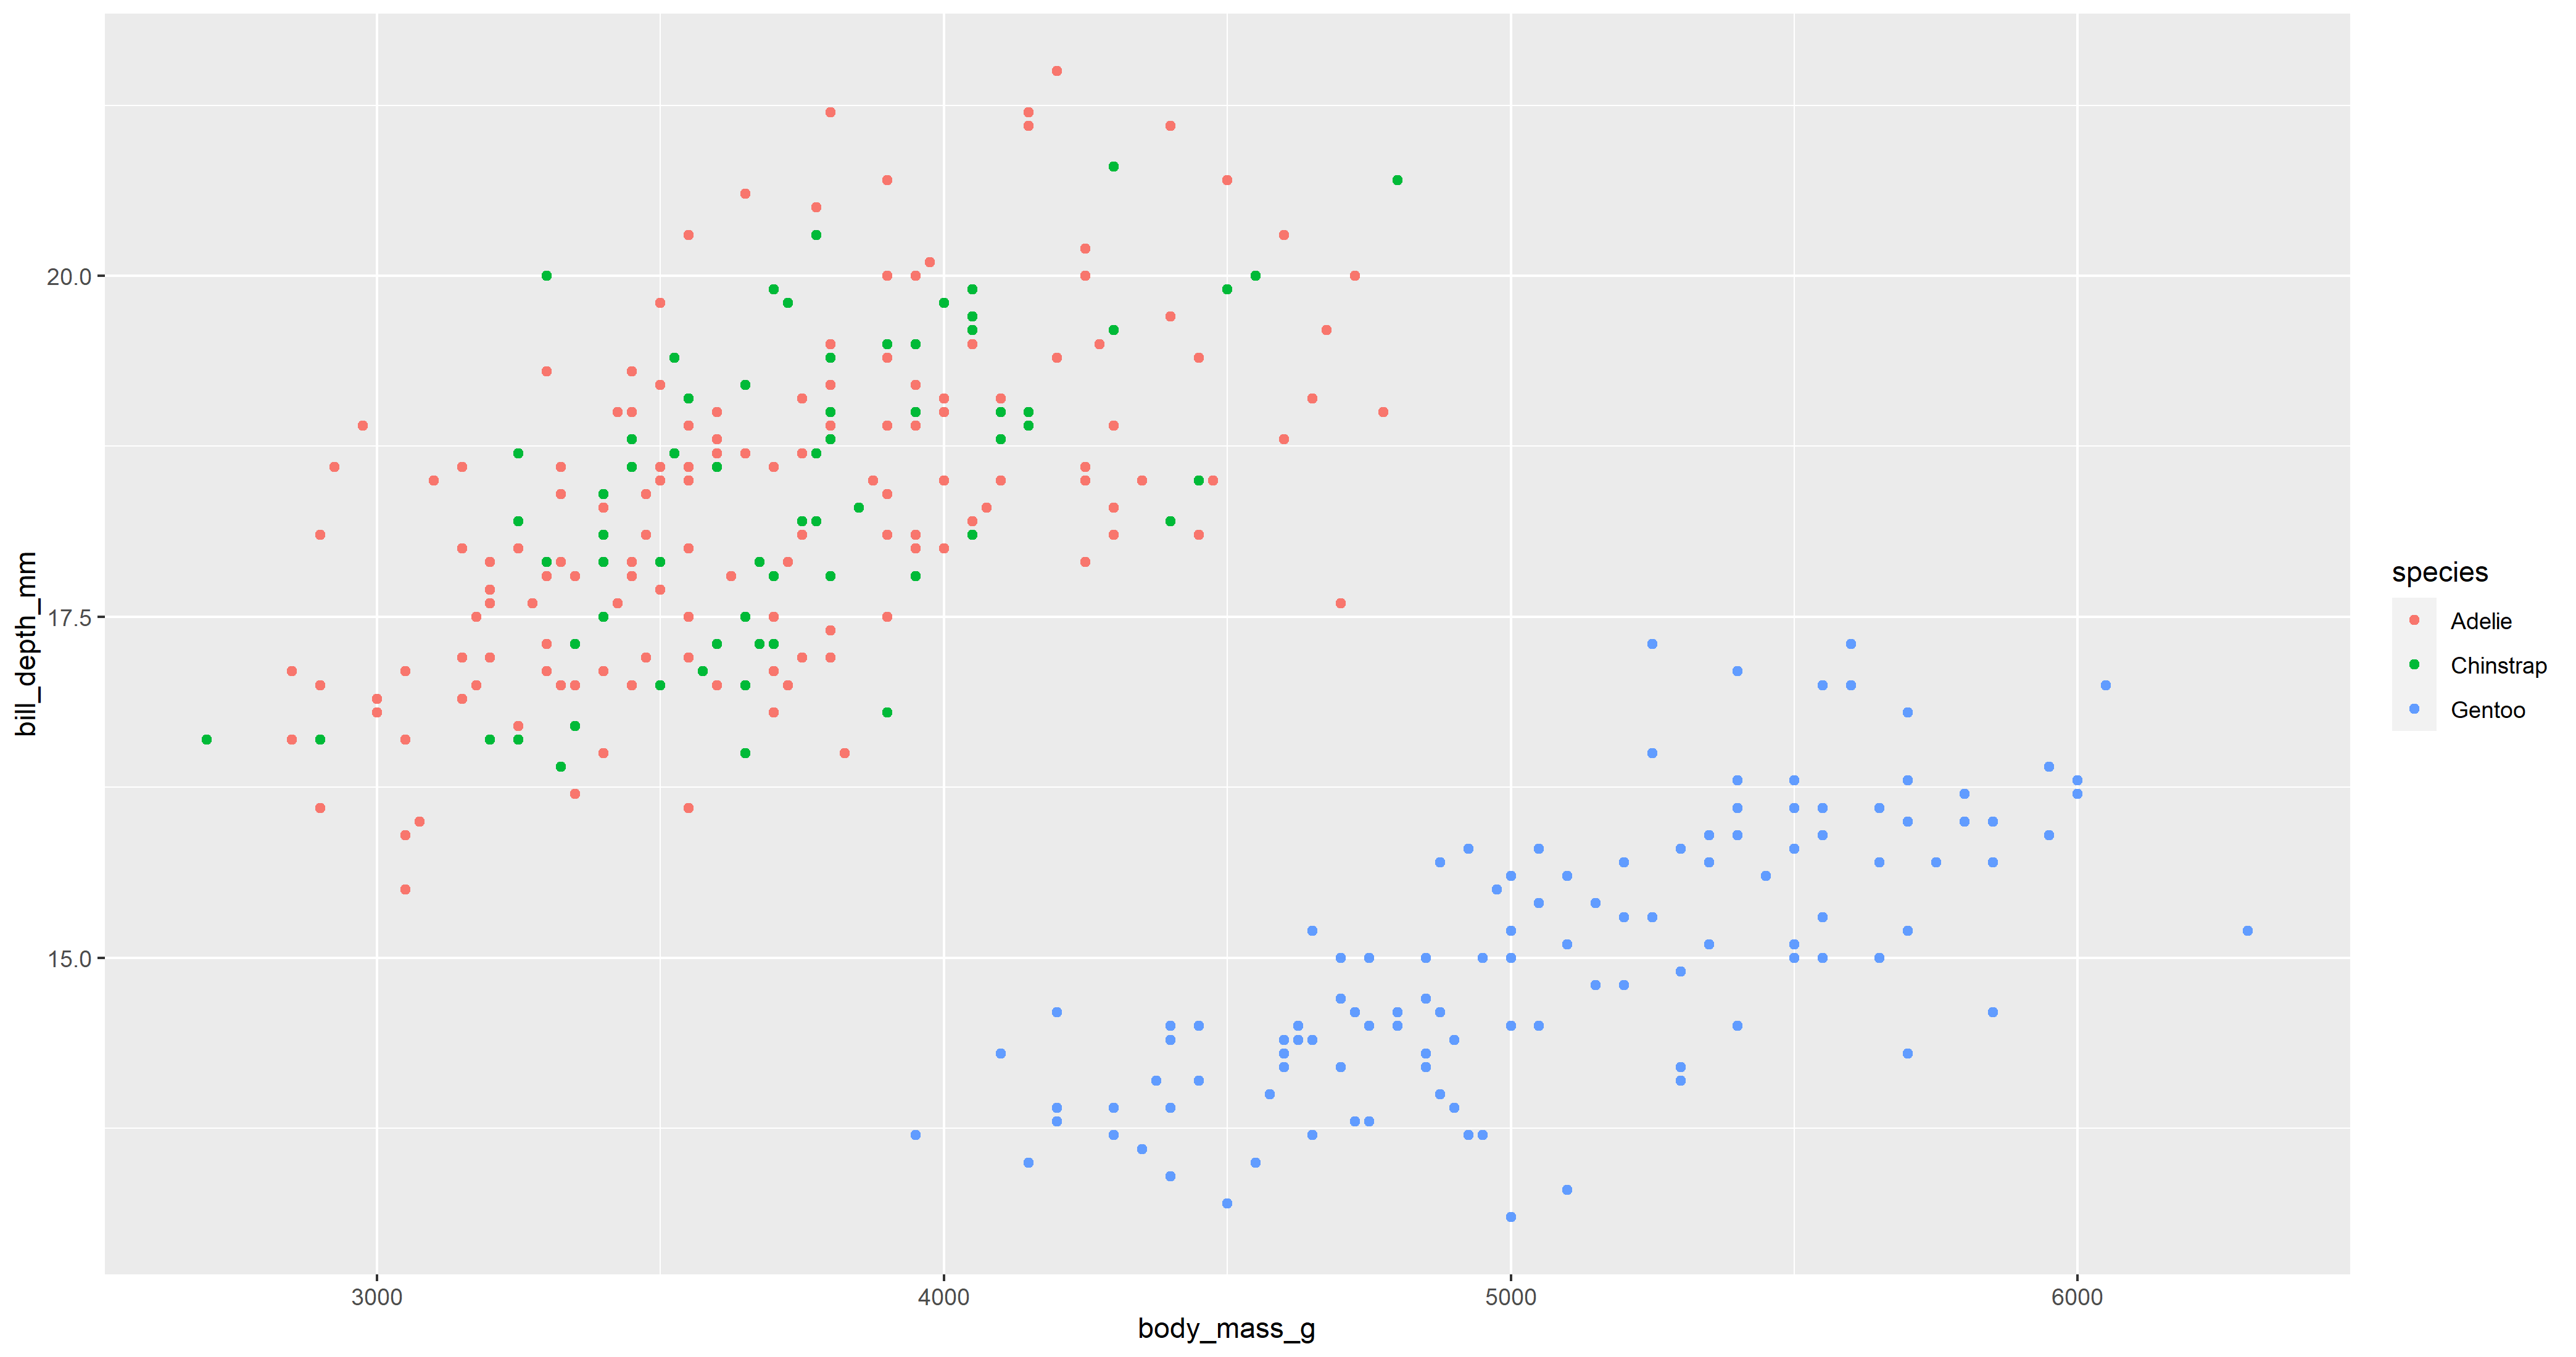 20.0
17.5
15.0
bill_depth_mm
3000 4000 5000 6000
body_mass_g
species
Adelie
Chinstrap
Gentoo